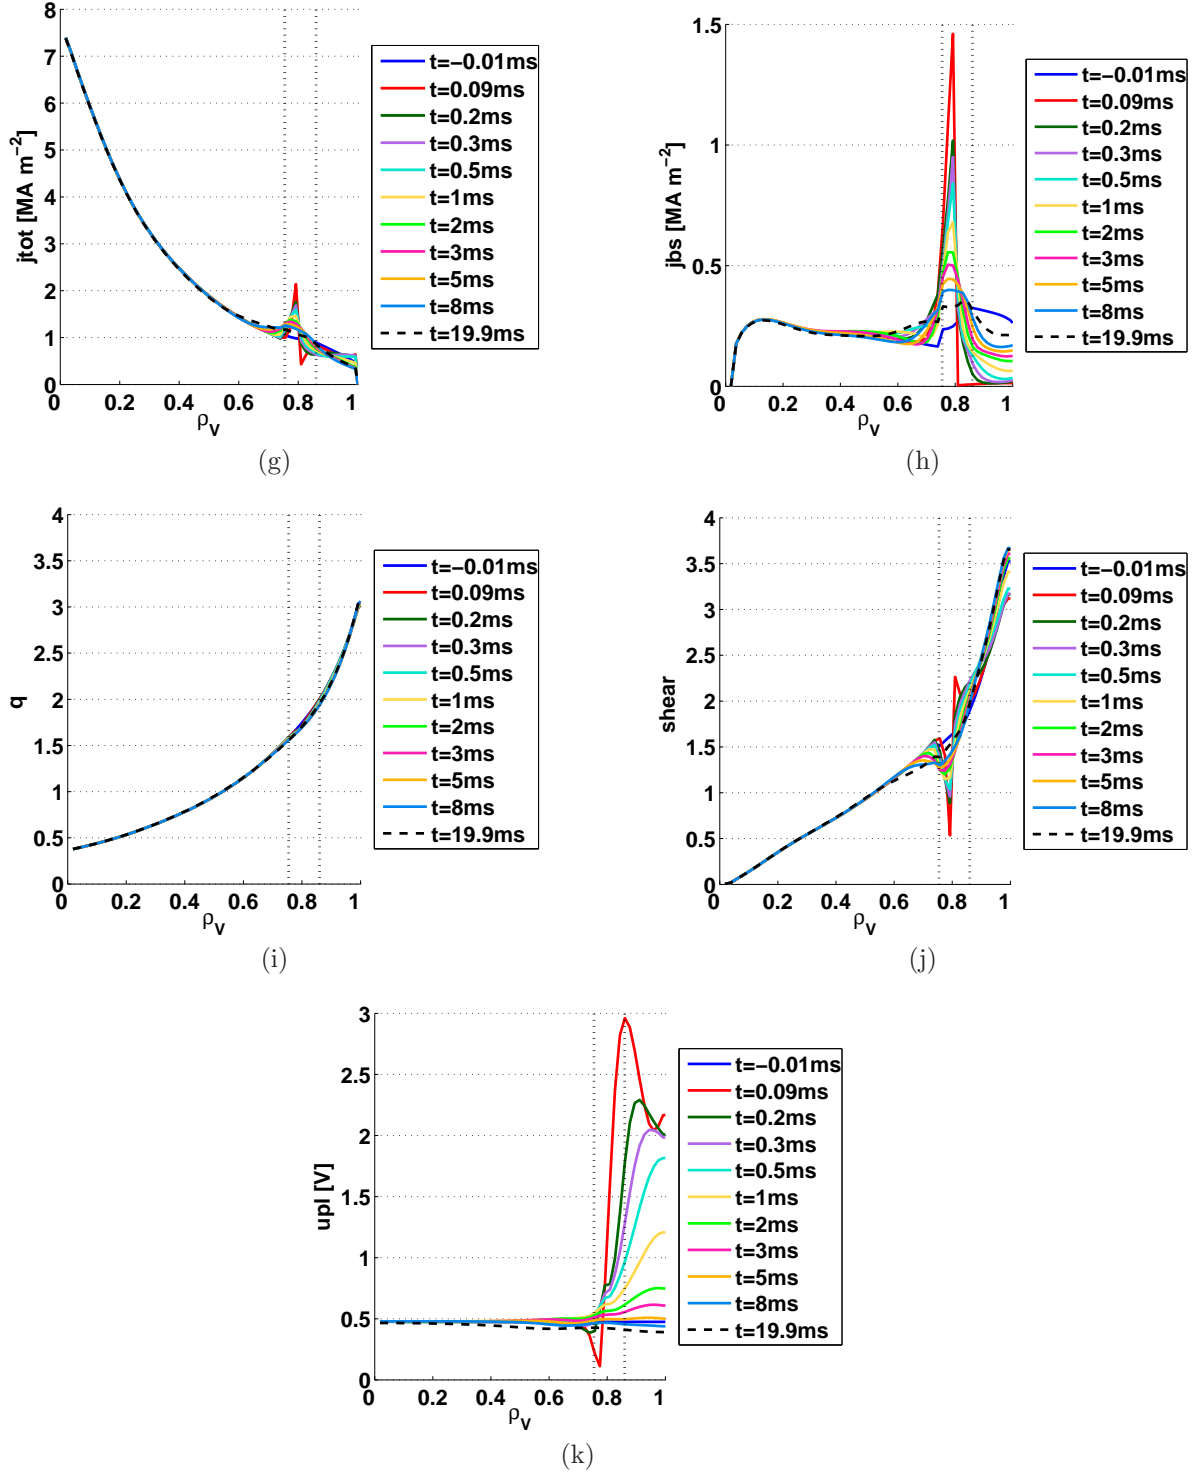 8
7
6
5
4
3
2
1
0
jtot [MA m−2]
0 0.2 0.4 0.6 0.8 1
ρV
t=−0.01ms
t=0.09ms
t=0.2ms
t=0.3ms
t=0.5ms
t=1ms
t=2ms
t=3ms
t=5ms
t=8ms
t=19.9ms
(g)
1.5
1
0.5
0
jbs [MA m−2]
0 0.2 0.4 0.6 0.8 1
ρV
t=−0.01ms
t=0.09ms
t=0.2ms
t=0.3ms
t=0.5ms
t=1ms
t=2ms
t=3ms
t=5ms
t=8ms
t=19.9ms
(h)
4
3.5
3
2.5
2
1.5
1
0.5
0
q
0 0.2 0.4 0.6 0.8 1
ρV
t=−0.01ms
t=0.09ms
t=0.2ms
t=0.3ms
t=0.5ms
t=1ms
t=2ms
t=3ms
t=5ms
t=8ms
t=19.9ms
(i)
4
3.5
3
2.5
2
1.5
1
0.5
0
shear
0 0.2 0.4 0.6 0.8 1
ρV
t=−0.01ms
t=0.09ms
t=0.2ms
t=0.3ms
t=0.5ms
t=1ms
t=2ms
t=3ms
t=5ms
t=8ms
t=19.9ms
(j)
3
2.5
2
1.5
1
0.5
0
upl [V]
0 0.2 0.4 0.6 0.8 1
ρV
t=−0.01ms
t=0.09ms
t=0.2ms
t=0.3ms
t=0.5ms
t=1ms
t=2ms
t=3ms
t=5ms
t=8ms
t=19.9ms
(k)